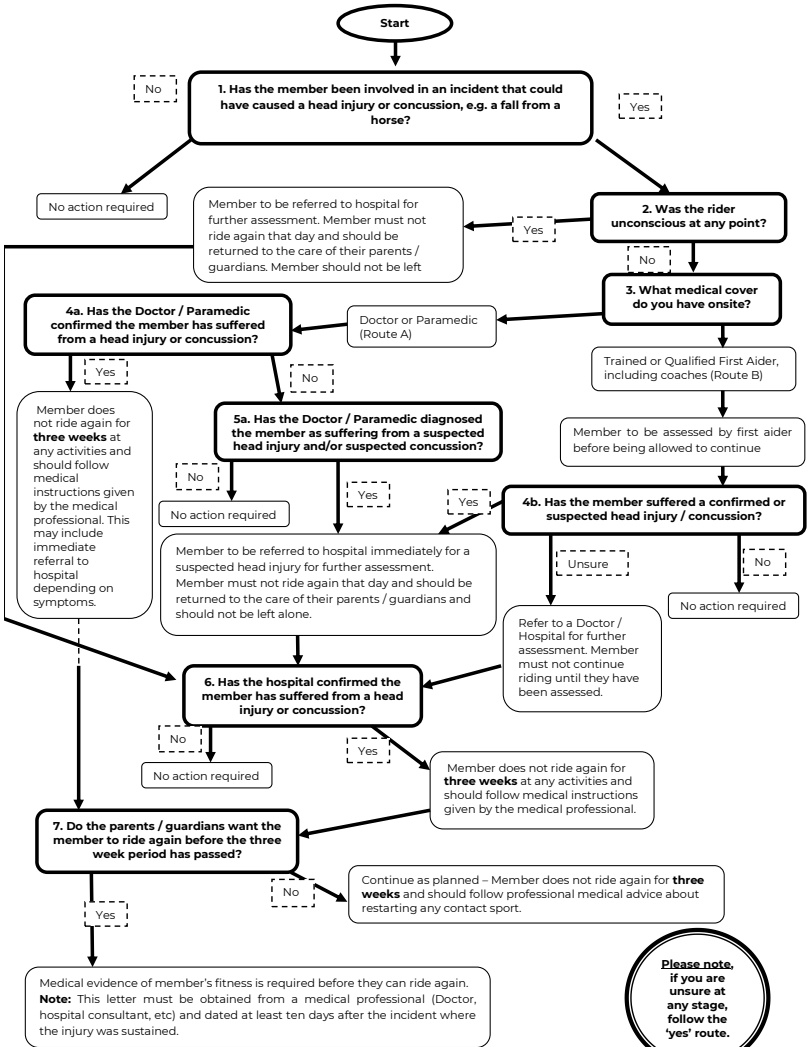 Start
No
1. Has the member been involved in an incident that could
have caused a head injury or concussion, e.g. a fall from a
horse?
Yes
No action required
Member to be referred to hospital for
further assessment. Member must not
ride again that day and should be
returned to the care of their parents /
guardians. Member should not be left
Yes
2. Was the rider
unconscious at any point?
No
3. What medical cover
do you have onsite?
4a. Has the Doctor / Paramedic
confirmed the member has suffered
from a head injury or concussion?
Doctor or Paramedic
(Route A)
Trained or Qualified First Aider,
including coaches (Route B)
Yes
No
Member does
not ride again for
three weeks at
any activities and
should follow
medical
instructions given
by the medical
professional. This
may include
immediate
referral to
hospital
depending on
symptoms.
5a. Has the Doctor / Paramedic diagnosed
the member as suffering from a suspected
head injury and/or suspected concussion?
Member to be assessed by first aider
before being allowed to continue
No
Yes
Yes
4b. Has the member suffered a confirmed or
suspected head injury / concussion?
No action required
Member to be referred to hospital immediately for a
suspected head injury for further assessment.
Member must not ride again that day and should be
returned to the care of their parents / guardians and
should not be left alone.
Unsure
No
No action required
Refer to a Doctor /
Hospital for further
assessment. Member
must not continue
riding until they have
been assessed.
6. Has the hospital confirmed the
member has suffered from a head
injury or concussion?
No
Yes
No action required
Member does not ride again for
three weeks at any activities and
should follow medical instructions
given by the medical professional.
7. Do the parents / guardians want the
member to ride again before the three
week period has passed?
No
Continue as planned – Member does not ride again for three
weeks and should follow professional medical advice about
restarting any contact sport.
Yes
Medical evidence of member's fitness is required before they can ride again.
Note: This letter must be obtained from a medical professional (Doctor,
hospital consultant, etc) and dated at least ten days after the incident where
the injury was sustained.
Please note,
if you are
unsure at
any stage,
follow the
'yes' route.